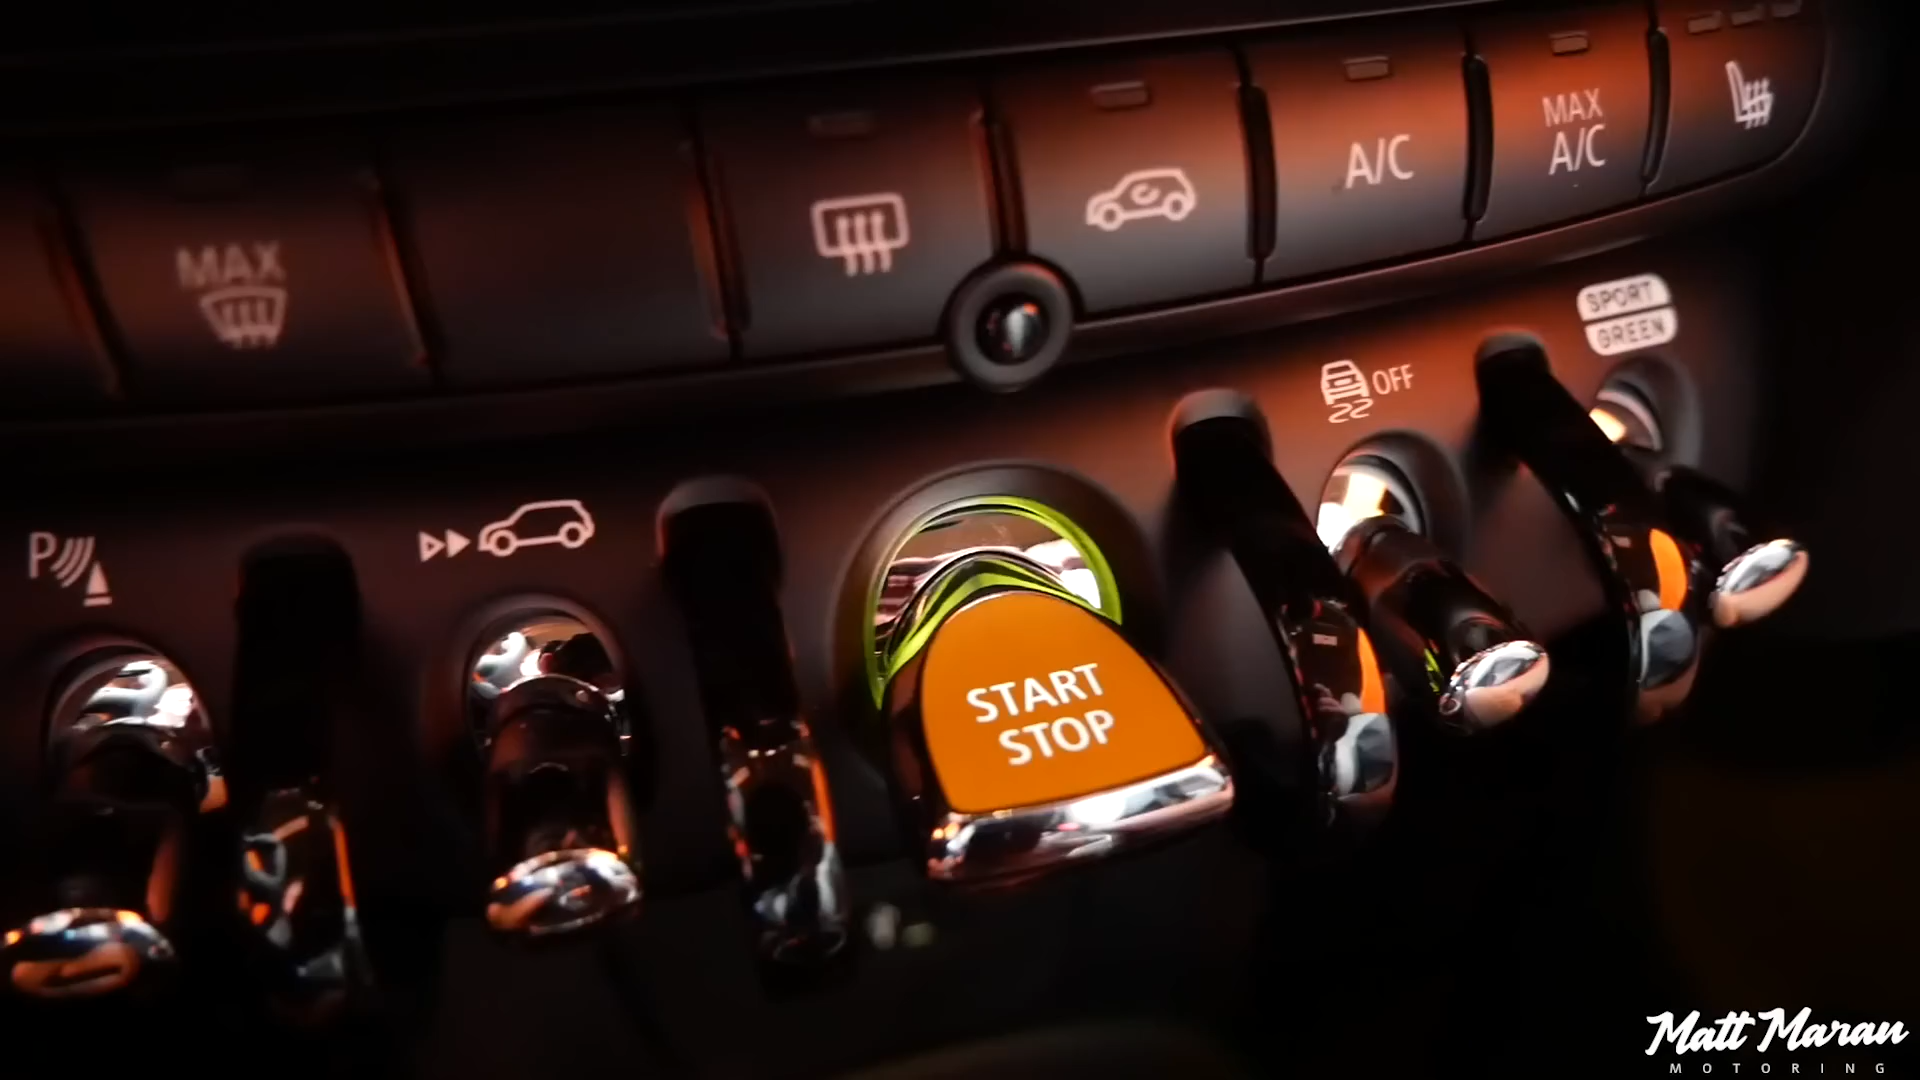 MAX
A/C
MAX
A/C
SPORT
GREEN
OFF
P
START
STOP
Matt Maran
MOTORING